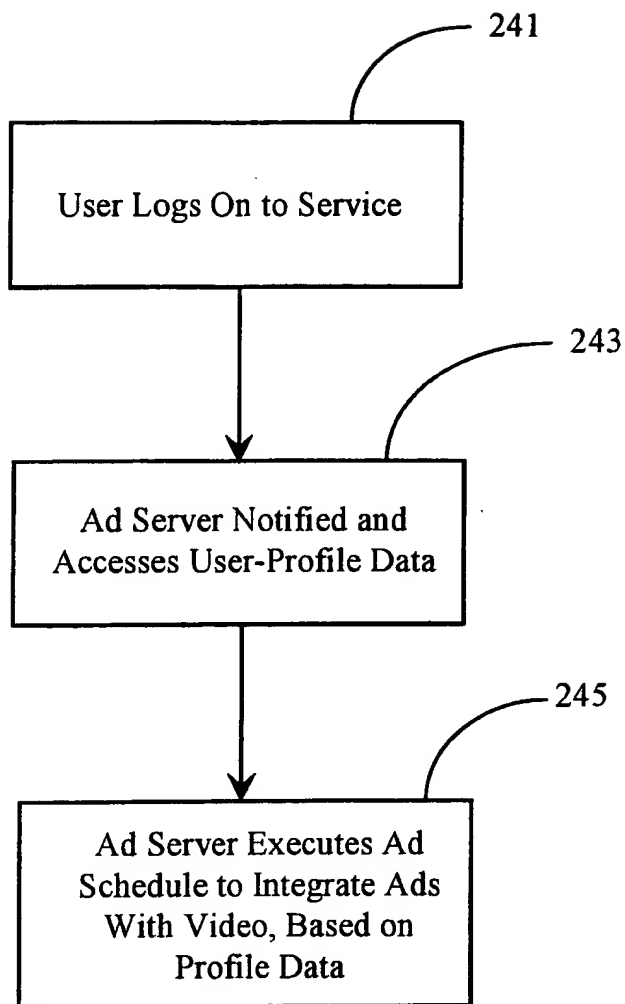 241
User Logs On to Service
243
Ad Server Notified and
Accesses User-Profile Data
245
Ad Server Executes Ad
Schedule to Integrate Ads
With Video, Based on
Profile Data